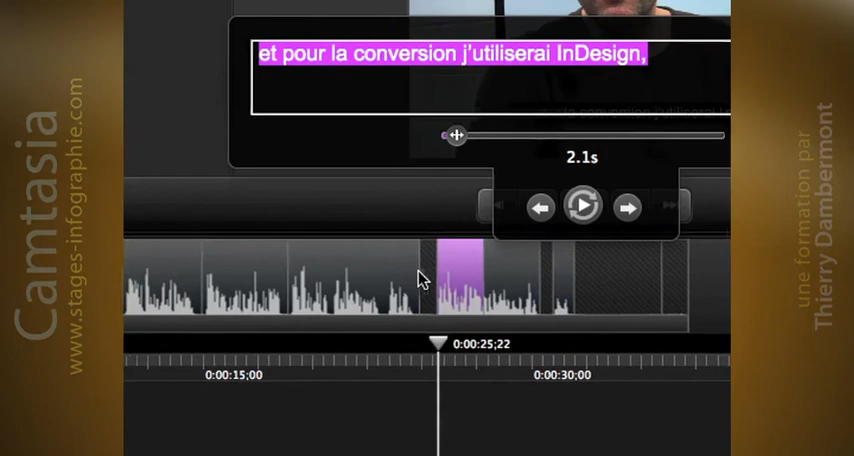 et pour la conversion j'utiliserai InDesign,
2.1s
0:00:25;22
0:00:15;00
0:00:30;00
Camtasia
www.stages-infographie.com
une formation par
Thierry Dambermont